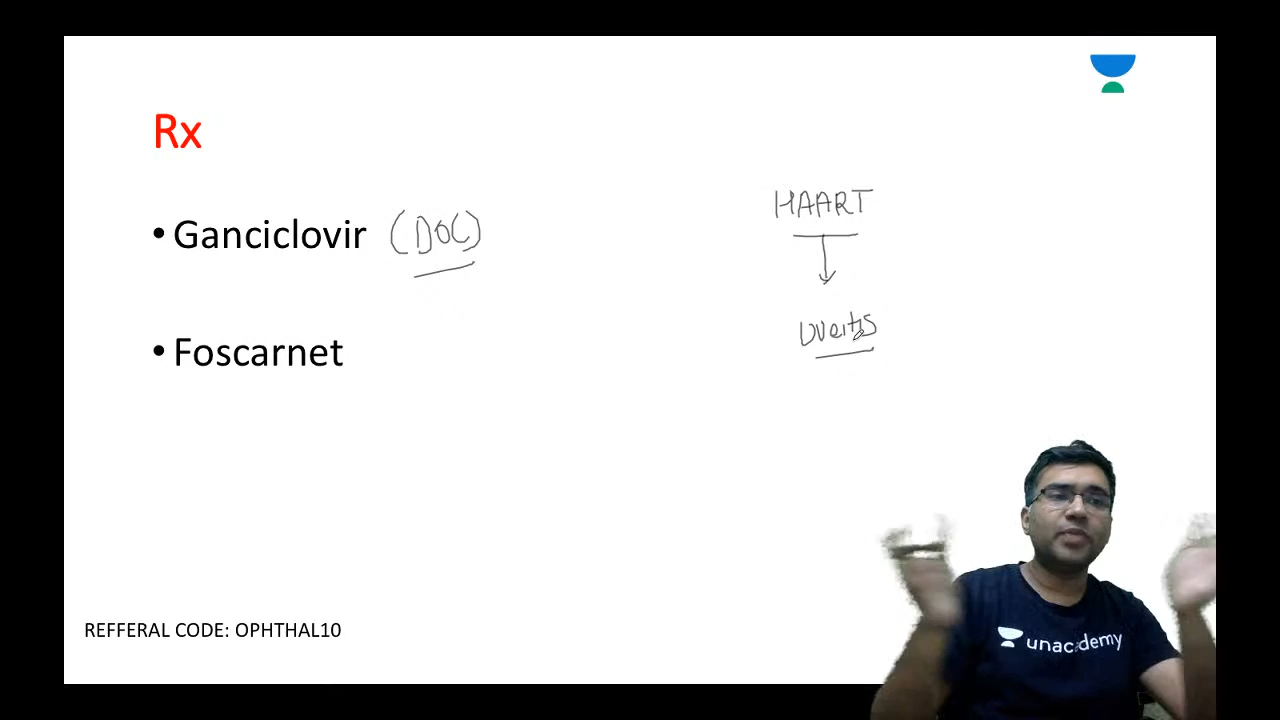 Rx
• Ganciclovir (DOC)
• Foscarnet
HAART
Uveitis
REFFERAL CODE: OPHTHAL10
unacademy